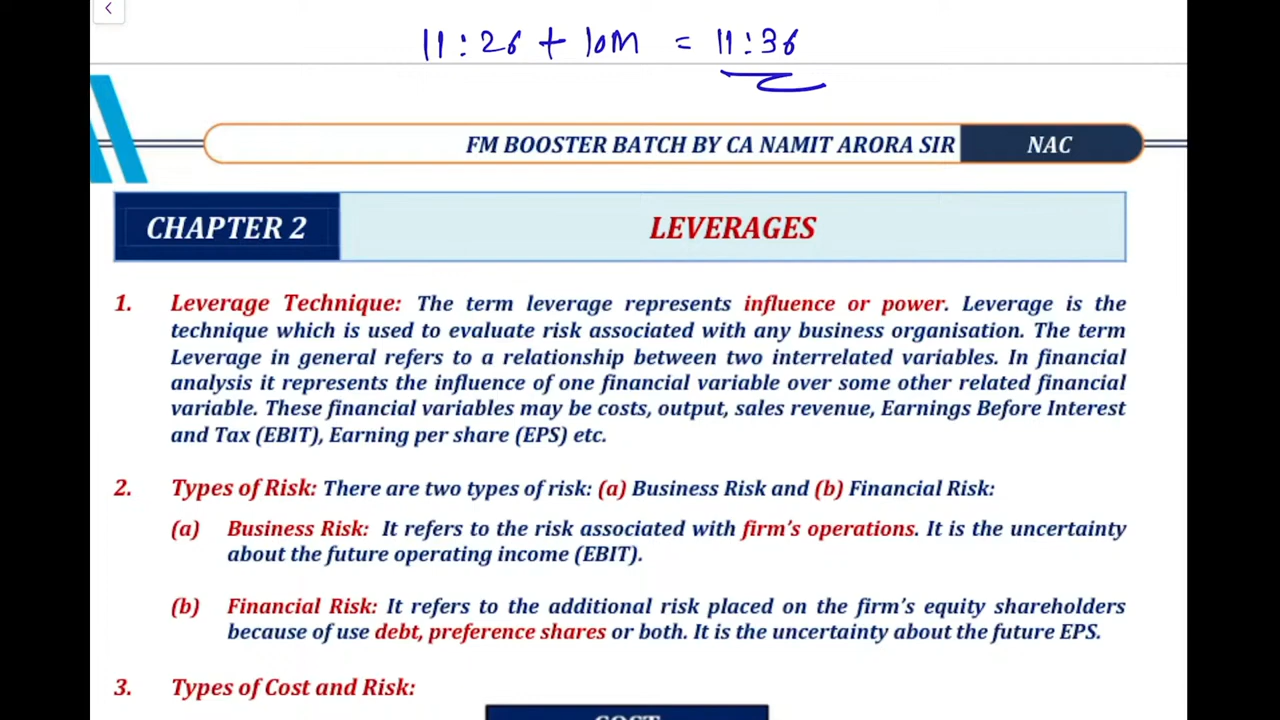 11:26 + 10M = 11:36
FM BOOSTER BATCH BY CA NAMIT ARORA SIR NAC
CHAPTER 2 LEVERAGES
1. Leverage Technique: The term leverage represents influence or power. Leverage is the
technique which is used to evaluate risk associated with any business organisation. The term
Leverage in general refers to a relationship between two interrelated variables. In financial
analysis it represents the influence of one financial variable over some other related financial
variable. These financial variables may be costs, output, sales revenue, Earnings Before Interest
and Tax (EBIT), Earning per share (EPS) etc.
2. Types of Risk: There are two types of risk: (a) Business Risk and (b) Financial Risk:
(a) Business Risk: It refers to the risk associated with firm's operations. It is the uncertainty
about the future operating income (EBIT).
(b) Financial Risk: It refers to the additional risk placed on the firm's equity shareholders
because of use debt, preference shares or both. It is the uncertainty about the future EPS.
3. Types of Cost and Risk:
COST